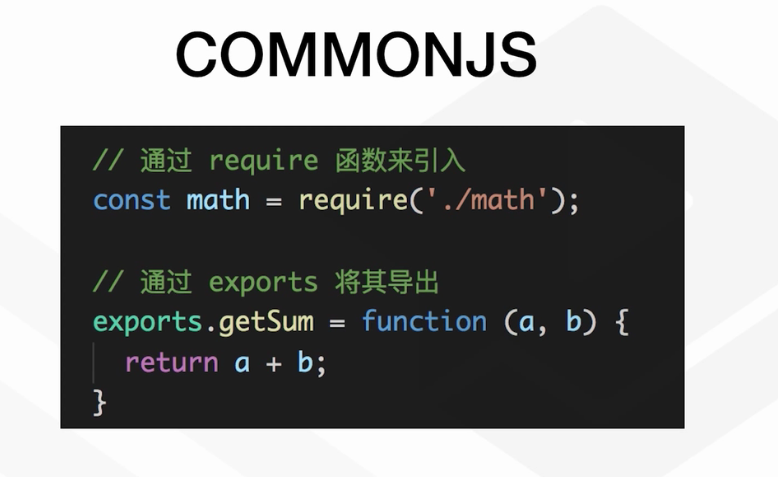 COMMONJS
// 通过 require 函数来引入
const math = require('./math');
// 通过 exports 将其导出
exports.getSum = function (a, b) {
  return a + b;
}